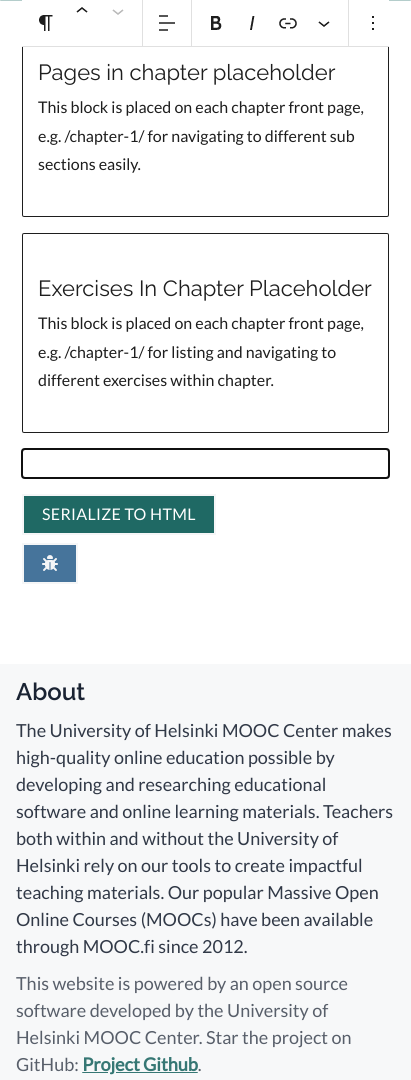 B I
Pages in chapter placeholder
This block is placed on each chapter front page,
e.g. /chapter-1/ for navigating to different sub
sections easily.
Exercises In Chapter Placeholder
This block is placed on each chapter front page,
e.g. /chapter-1/ for listing and navigating to
different exercises within chapter.
SERIALIZE TO HTML
About
The University of Helsinki MOOC Center makes
high-quality online education possible by
developing and researching educational
software and online learning materials. Teachers
both within and without the University of
Helsinki rely on our tools to create impactful
teaching materials. Our popular Massive Open
Online Courses (MOOCs) have been available
through MOOC.fi since 2012.
This website is powered by an open source
software developed by the University of
Helsinki MOOC Center. Star the project on
GitHub: Project Github.